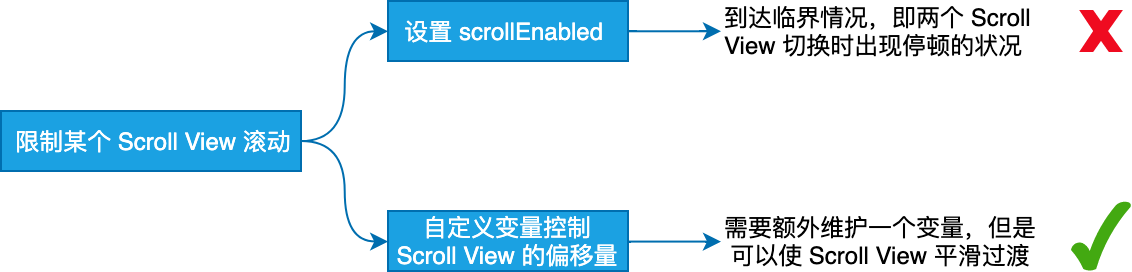 限制某个 Scroll View 滚动
设置 scrollEnabled
到达临界情况，即两个 Scroll
View 切换时出现停顿的状况
自定义变量控制
Scroll View 的偏移量
需要额外维护一个变量，但是
可以使 Scroll View 平滑过渡